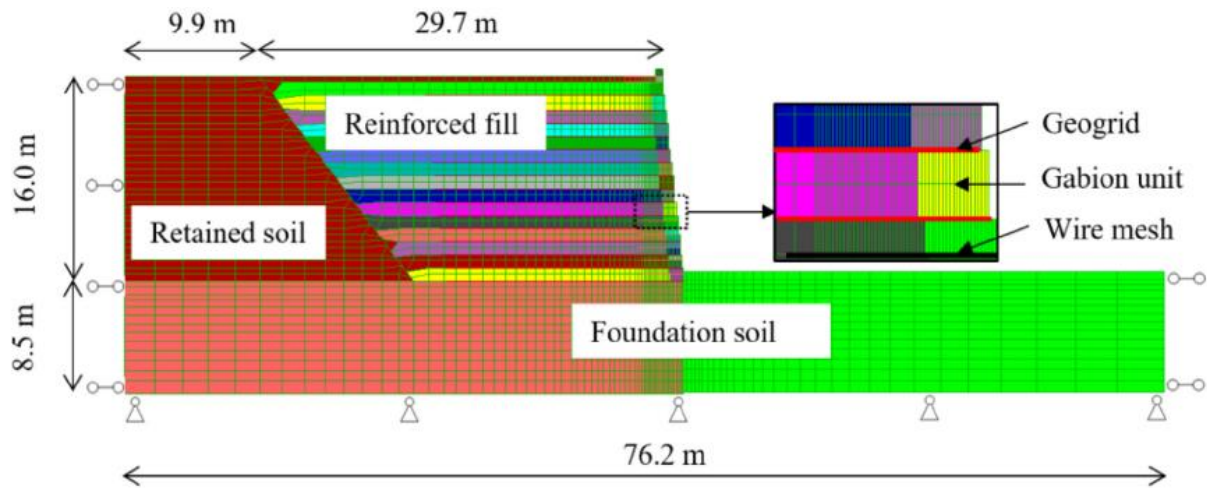 9.9 m
29.7 m
16.0 m
Reinforced fill
Geogrid
Gabion unit
Wire mesh
Retained soil
8.5 m
Foundation soil
76.2 m